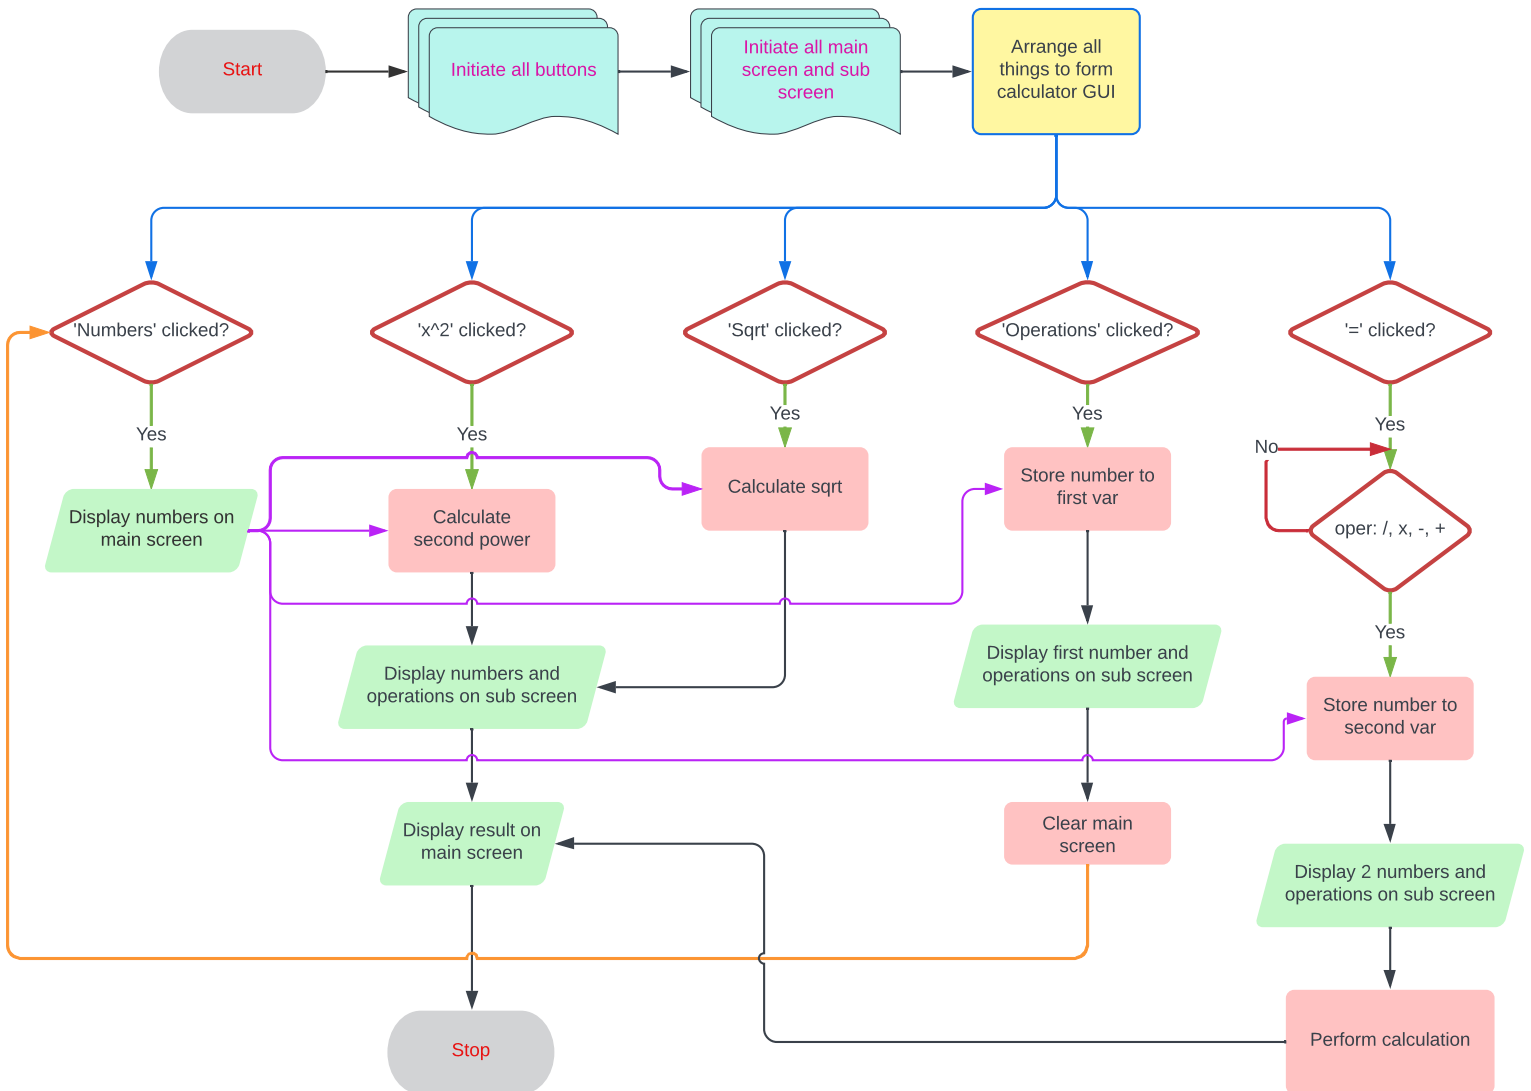 Start
Initiate all buttons
Initiate all main
screen and sub
screen
Arrange all
things to form
calculator GUI
'Numbers' clicked?
'x^2' clicked?
'Sqrt' clicked?
'Operations' clicked?
'=' clicked?
Yes
Yes
Yes
Yes
Yes
No
Display numbers on
main screen
Calculate
second power
Calculate sqrt
Store number to
first var
oper: /, x, -, +
Yes
Display numbers and
operations on sub screen
Display first number and
operations on sub screen
Store number to
second var
Display result on
main screen
Clear main
screen
Display 2 numbers and
operations on sub screen
Stop
Perform calculation